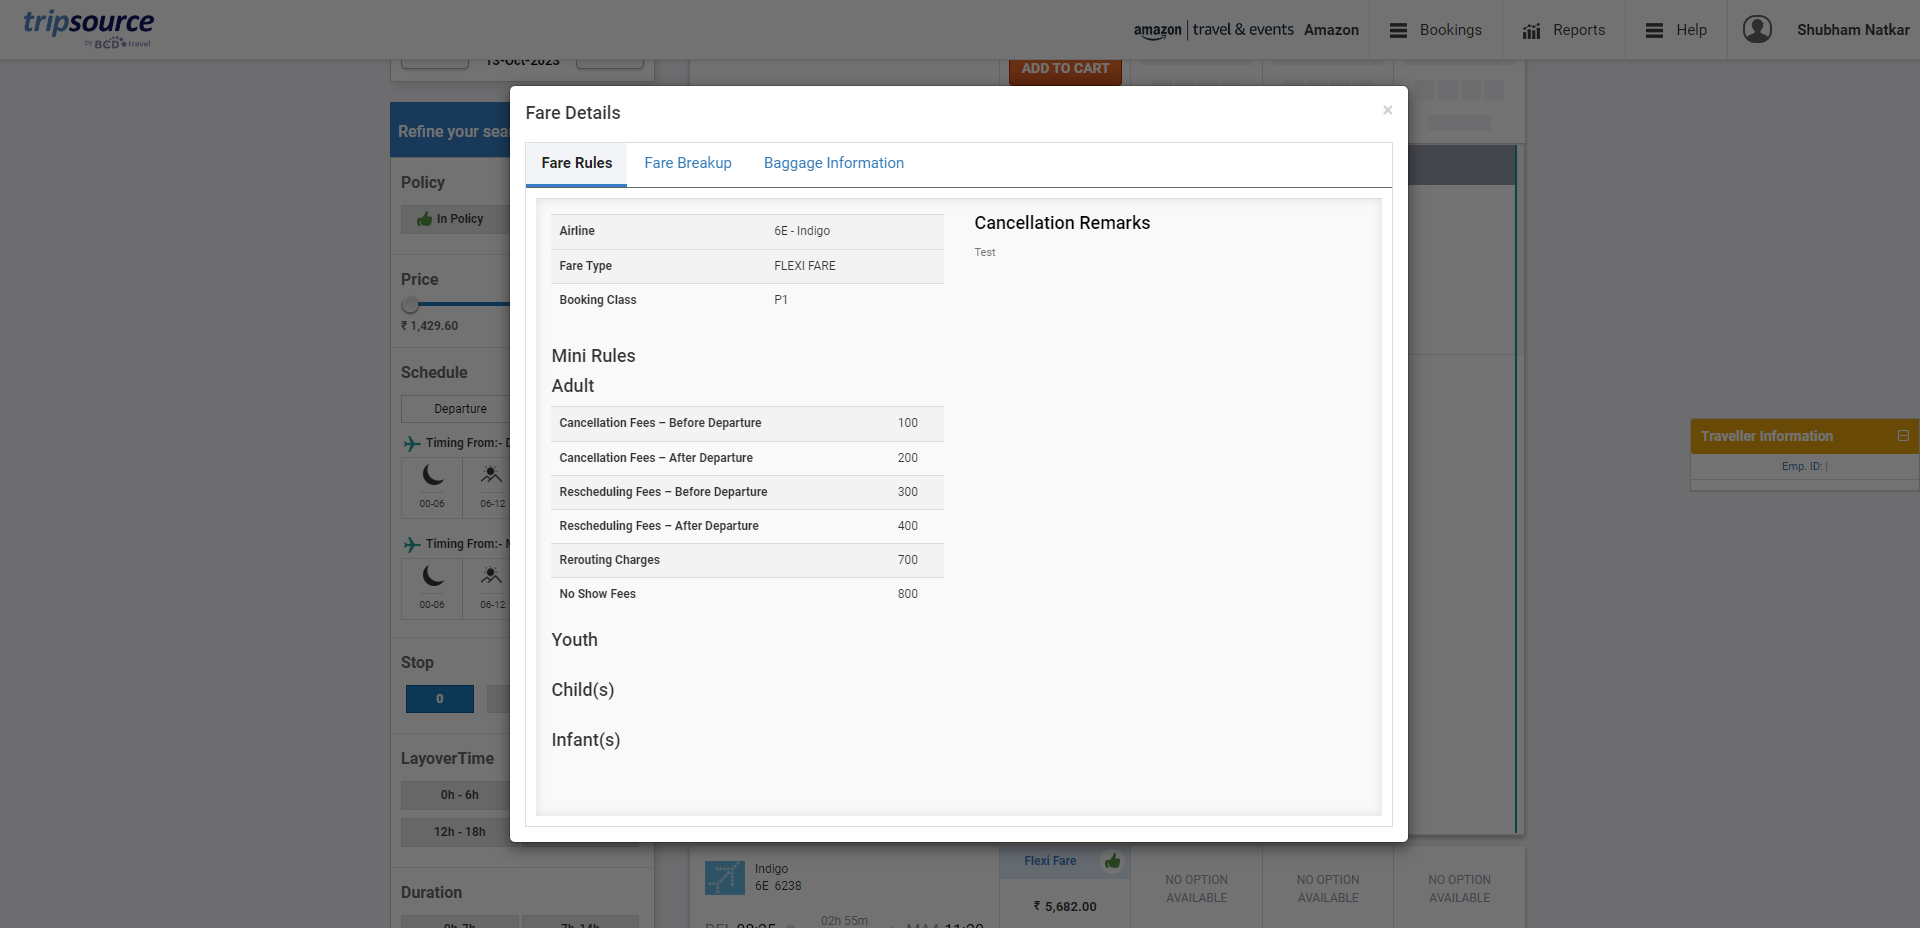 tripsource
by BCD travel
amazon | travel & events Amazon
Bookings
Reports
Help
Shubham Natkar
13-Oct-2023
ADD TO CART
Refine your sea
Policy
In Policy
Price
₹ 1,429.60
Schedule
Departure
Timing From:- D
00-06
06-12
Timing From:-
00-06
06-12
Stop
0
LayoverTime
0h - 6h
12h - 18h
Duration
0h-7h
7h-14h
Fare Details
×
Fare Rules
Fare Breakup
Baggage Information
Airline 6E - Indigo
Fare Type FLEXI FARE
Booking Class P1
Cancellation Remarks
Test
Mini Rules
Adult
Cancellation Fees – Before Departure 100
Cancellation Fees – After Departure 200
Rescheduling Fees – Before Departure 300
Rescheduling Fees – After Departure 400
Rerouting Charges 700
No Show Fees 800
Youth
Child(s)
Infant(s)
Traveller Information
Emp. ID: |
Indigo
6E 6238
02h 55m
Flexi Fare
₹ 5,682.00
NO OPTION
AVAILABLE
NO OPTION
AVAILABLE
NO OPTION
AVAILABLE